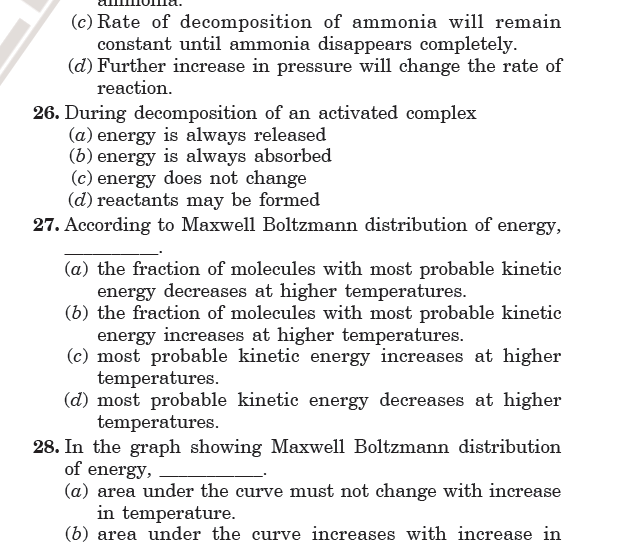 ammonia.
(c) Rate of decomposition of ammonia will remain
constant until ammonia disappears completely.
(d) Further increase in pressure will change the rate of
reaction.
26. During decomposition of an activated complex
(a) energy is always released
(b) energy is always absorbed
(c) energy does not change
(d) reactants may be formed
27. According to Maxwell Boltzmann distribution of energy,
__________.
(a) the fraction of molecules with most probable kinetic
energy decreases at higher temperatures.
(b) the fraction of molecules with most probable kinetic
energy increases at higher temperatures.
(c) most probable kinetic energy increases at higher
temperatures.
(d) most probable kinetic energy decreases at higher
temperatures.
28. In the graph showing Maxwell Boltzmann distribution
of energy, ___________.
(a) area under the curve must not change with increase
in temperature.
(b) area under the curve increases with increase in